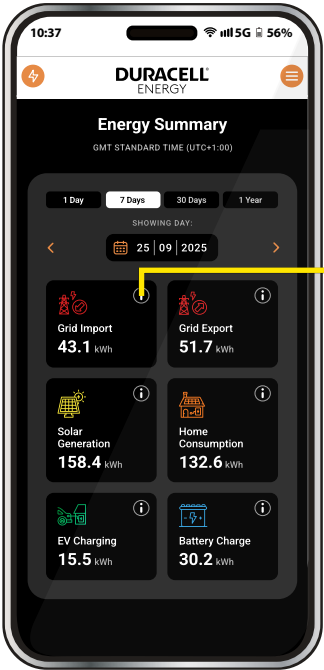 10:37
5G 56%
DURACELL
ENERGY
Energy Summary
GMT STANDARD TIME (UTC+1:00)
1 Day 7 Days 30 Days 1 Year
SHOWING DAY:
25 | 09 | 2025
Grid Import
43.1 kWh
Grid Export
51.7 kWh
Solar
Generation
158.4 kWh
Home
Consumption
132.6 kWh
EV Charging
15.5 kWh
Battery Charge
30.2 kWh